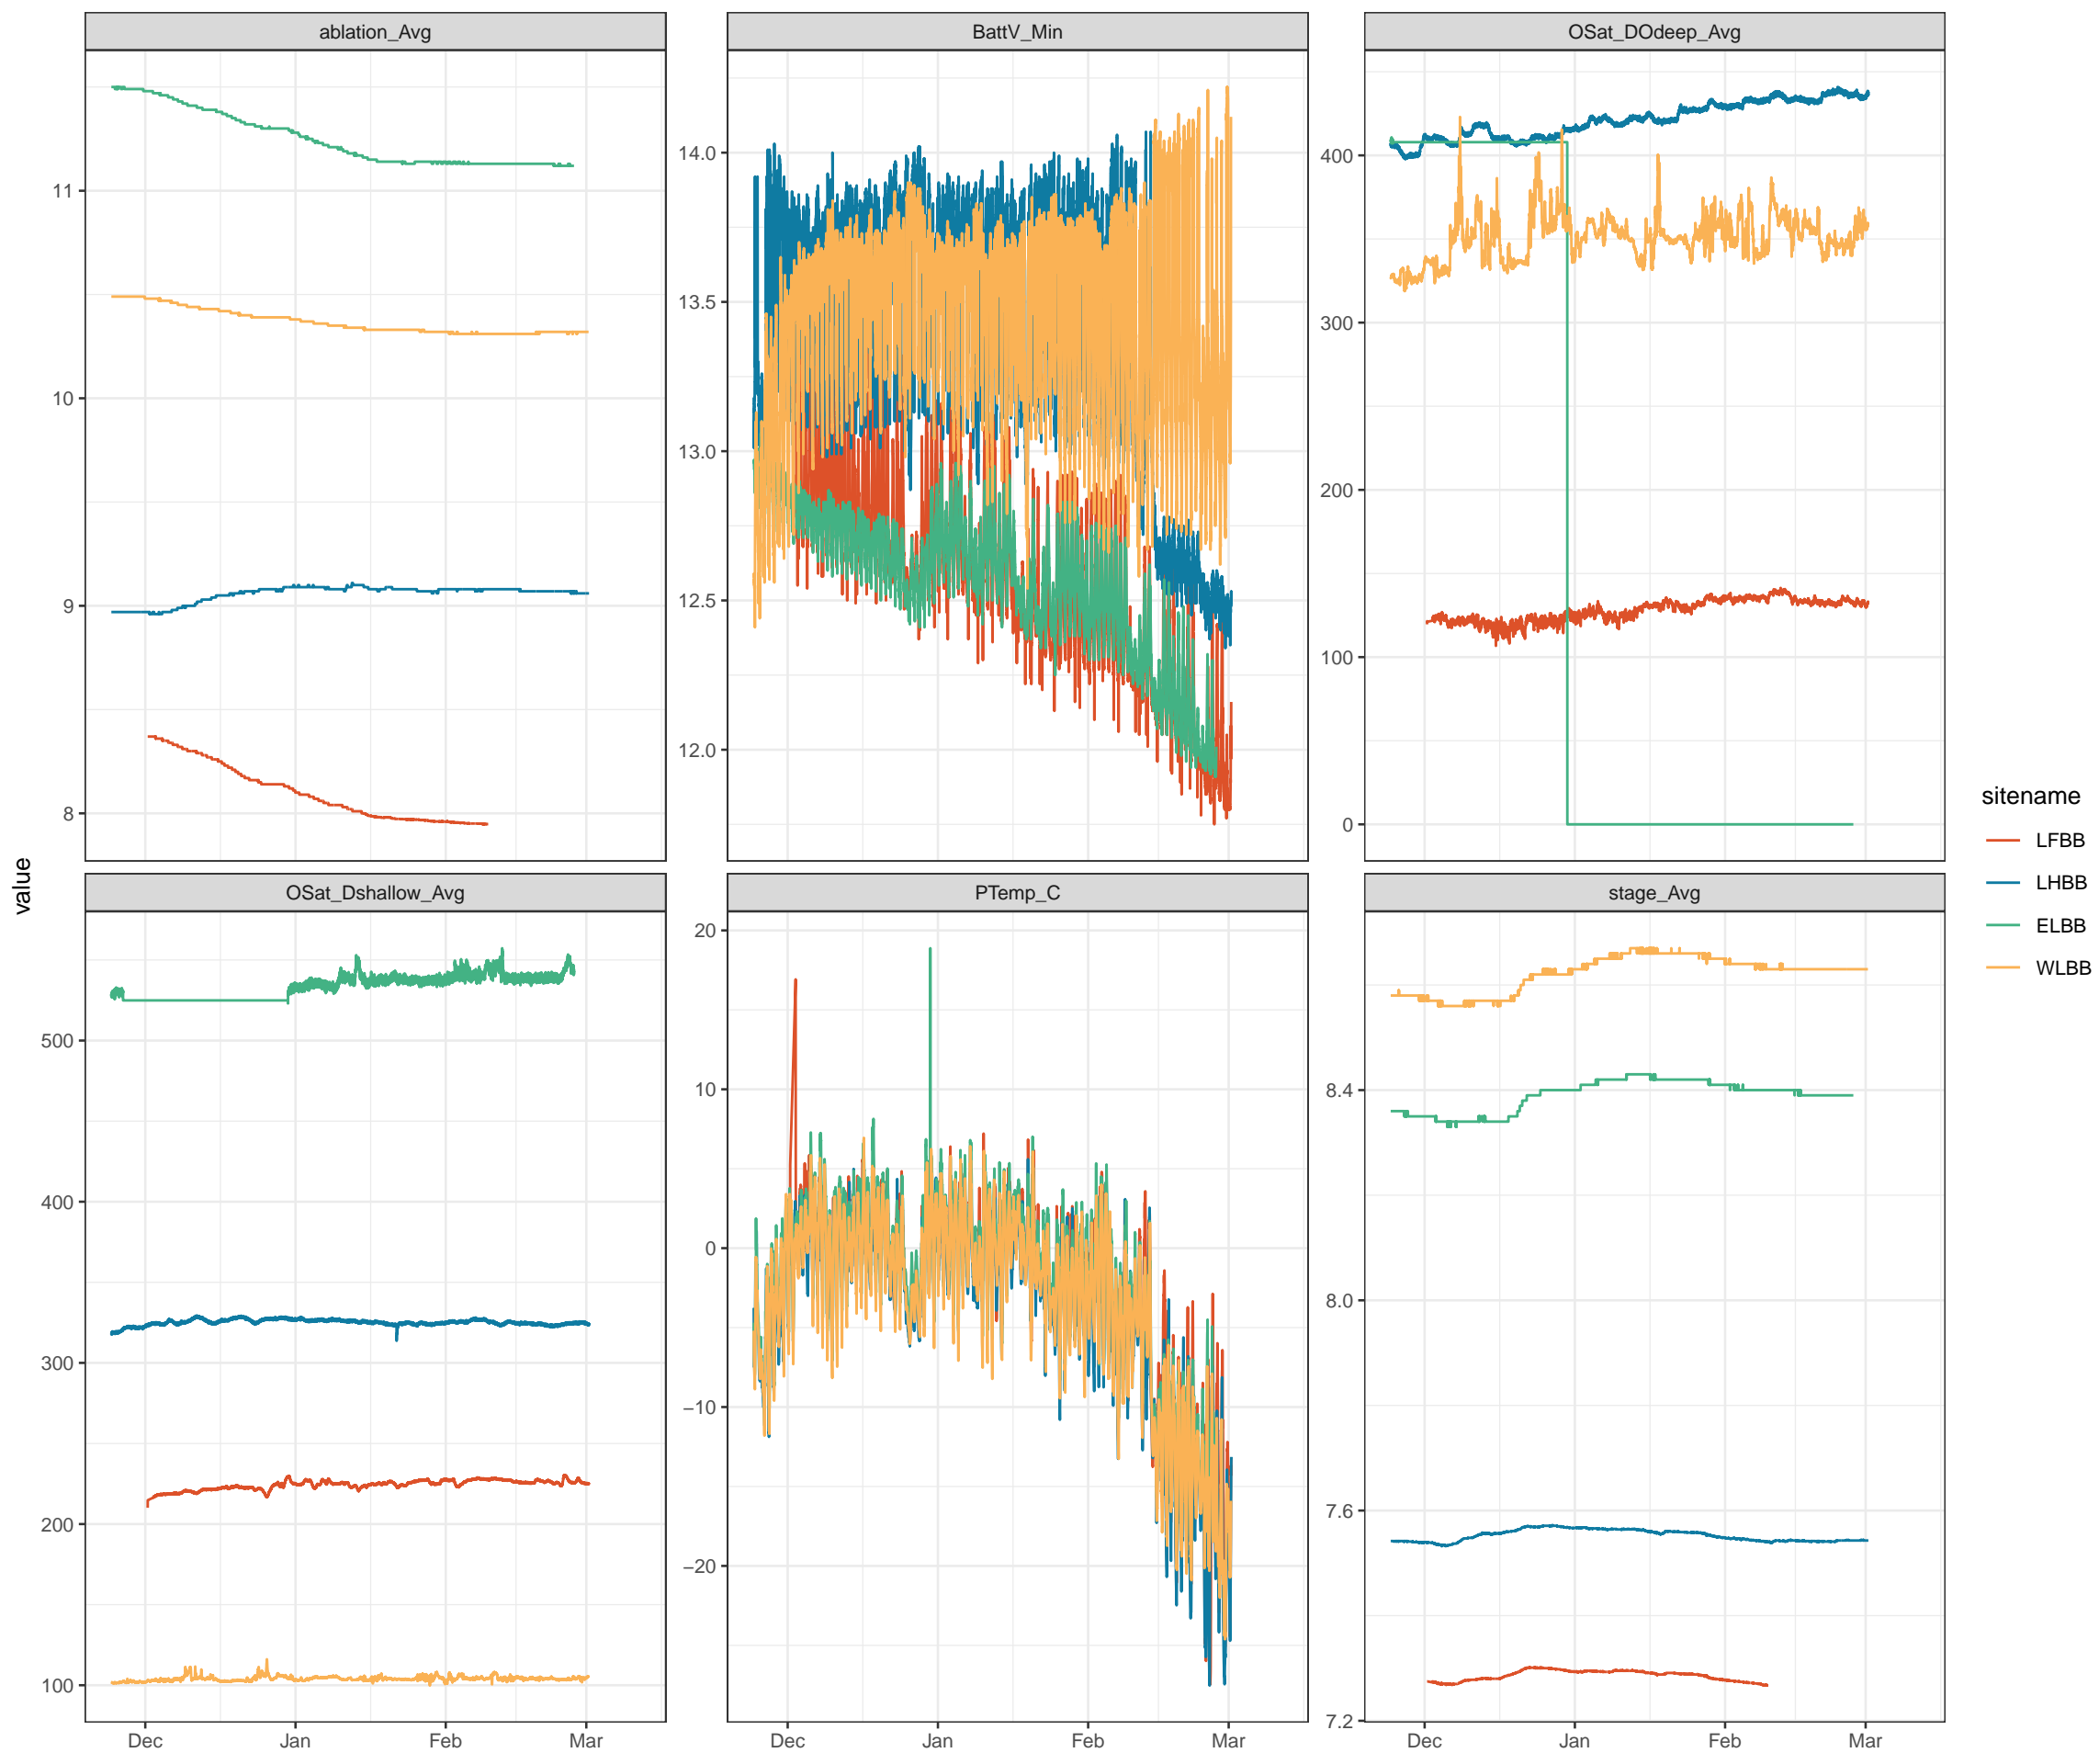 ablation_Avg
BattV_Min
OSat_DOdeep_Avg
11
10
9
8
14.0
13.5
13.0
12.5
12.0
400
300
200
100
0
value
OSat_Dshallow_Avg
PTemp_C
stage_Avg
500
400
300
200
100
20
10
0
−10
−20
8.4
8.0
7.6
7.2
Dec Jan Feb Mar
Dec Jan Feb Mar
Dec Jan Feb Mar
sitename
LFBB
LHBB
ELBB
WLBB